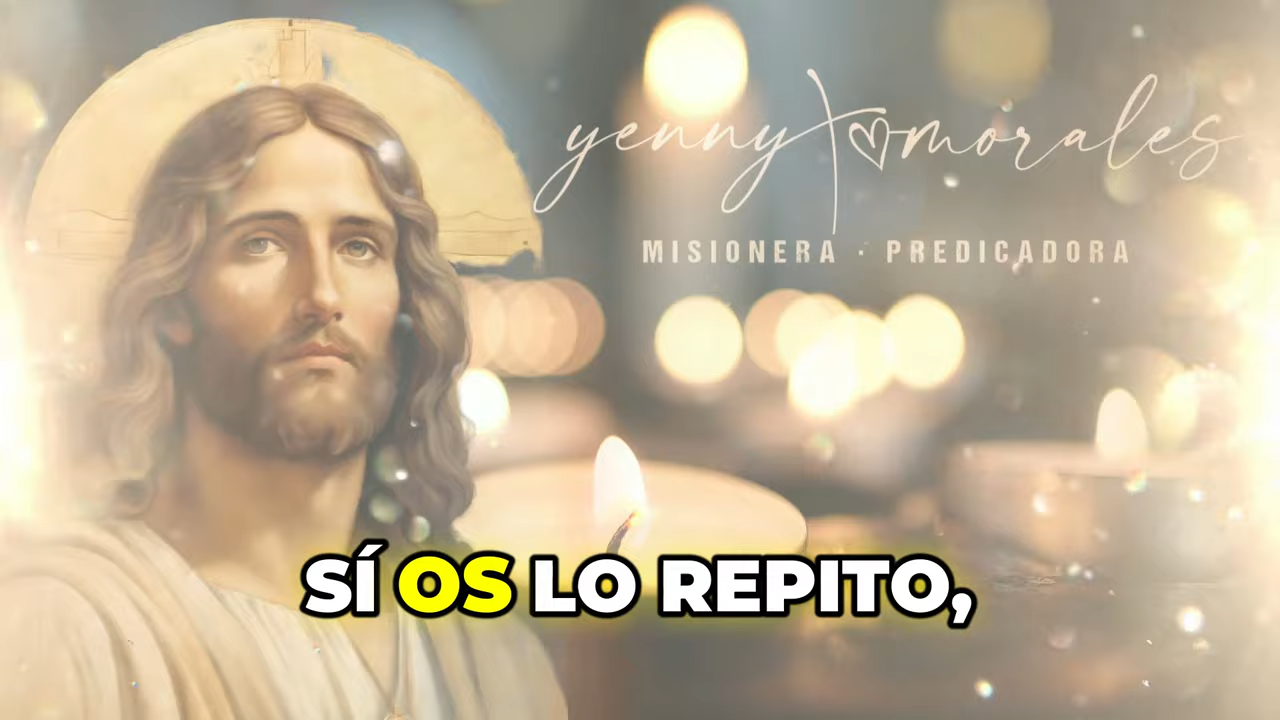 yenny morales
MISIONERA · PREDICADORA
SÍ OS LO REPITO,